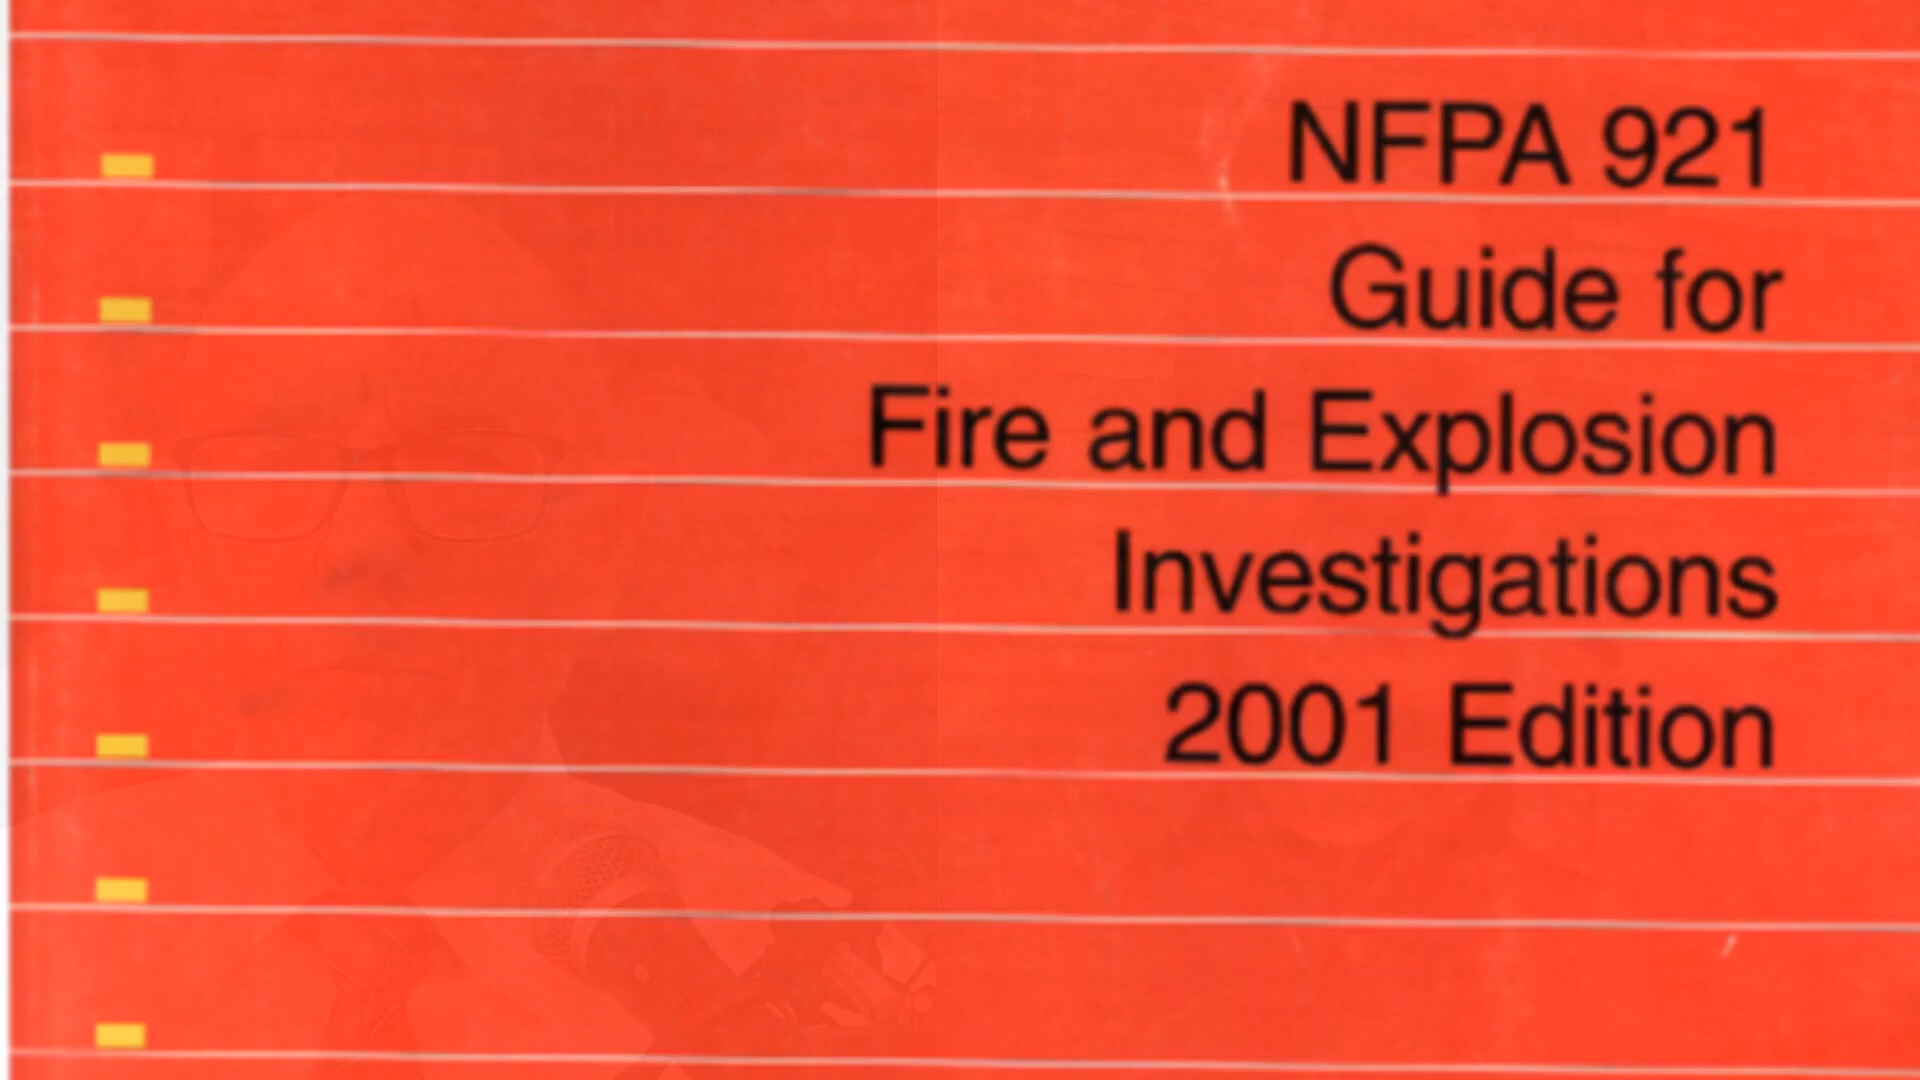 NFPA 921
Guide for
Fire and Explosion
Investigations
2001 Edition